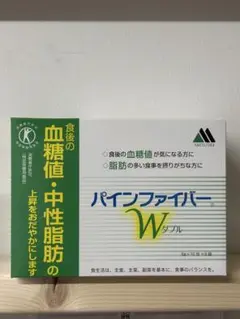 食後の
血糖値・中性脂肪の
上昇をおだやかにします
◇食後の血糖値が気になる方に
◇脂肪の多い食事を摂りがちな方に
パインファイバー
W
ダブル
食生活は、主食、主菜、副菜を基本に、食事のバランスを。